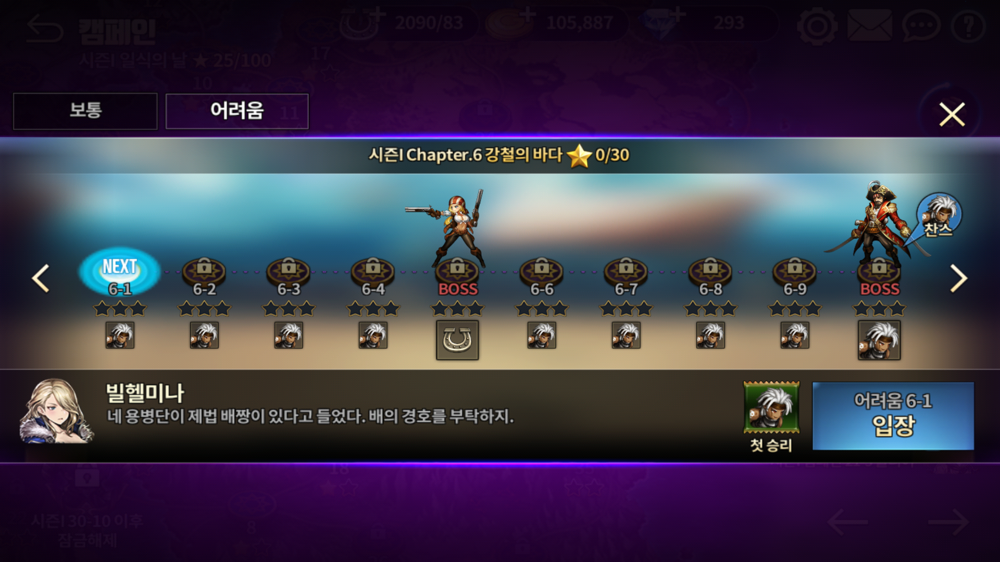 캠페인
2090/83
105,887
293
시즌I 일식의 날 ★ 25/100
17
10
보통
어려움
11
시즌I Chapter.6 강철의 바다 0/30
찬스
NEXT
6-1
6-2
6-3
6-4
BOSS
6-6
6-7
6-8
6-9
BOSS
빌헬미나
네 용병단이 제법 배짱이 있다고 들었다. 배의 경호를 부탁하지.
첫 승리
어려움 6-1
입장
18
시즌I 30-10 이후
잠금해제
8